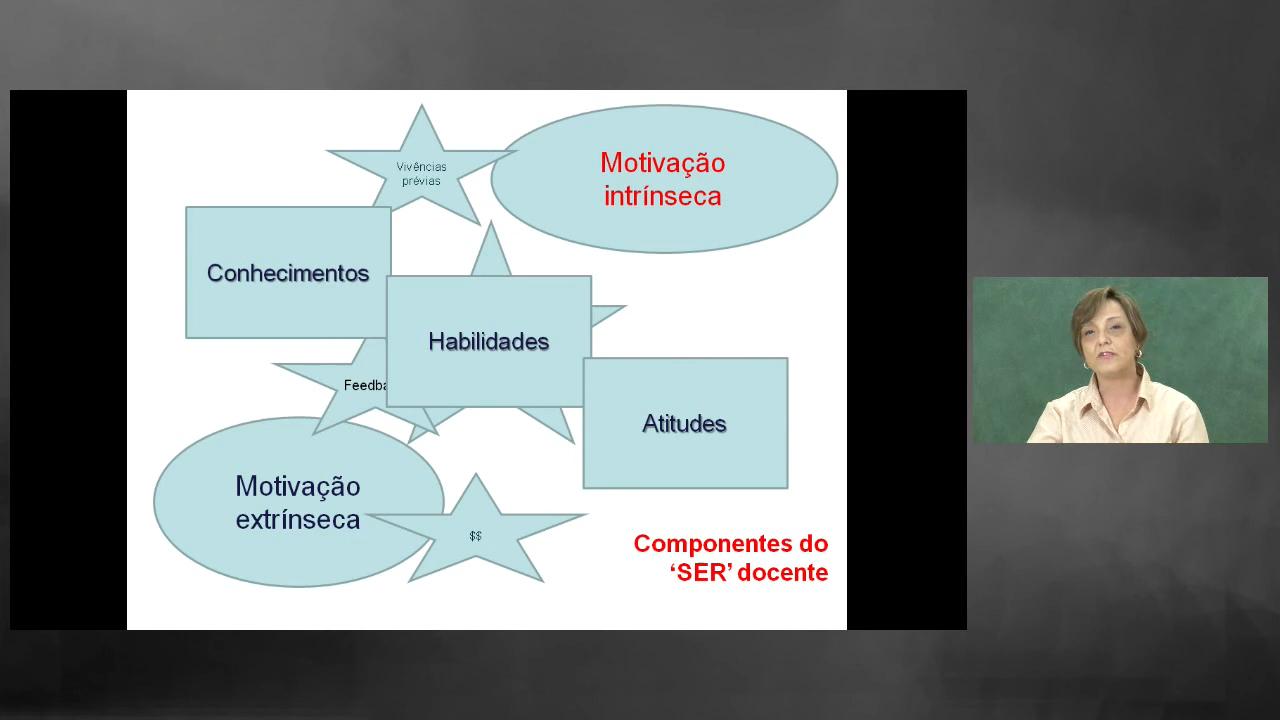 Vivências
prévias
Motivação
intrínseca
Conhecimentos
Habilidades
Feedba
Atitudes
Motivação
extrínseca
$$
Componentes do
‘SER’ docente